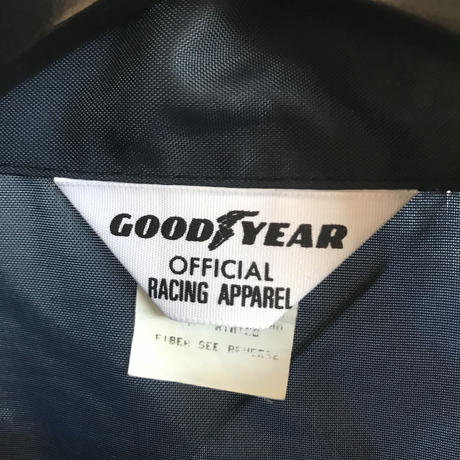 GOODYEAR
OFFICIAL
RACING APPAREL
FIBER SEE REVERSE